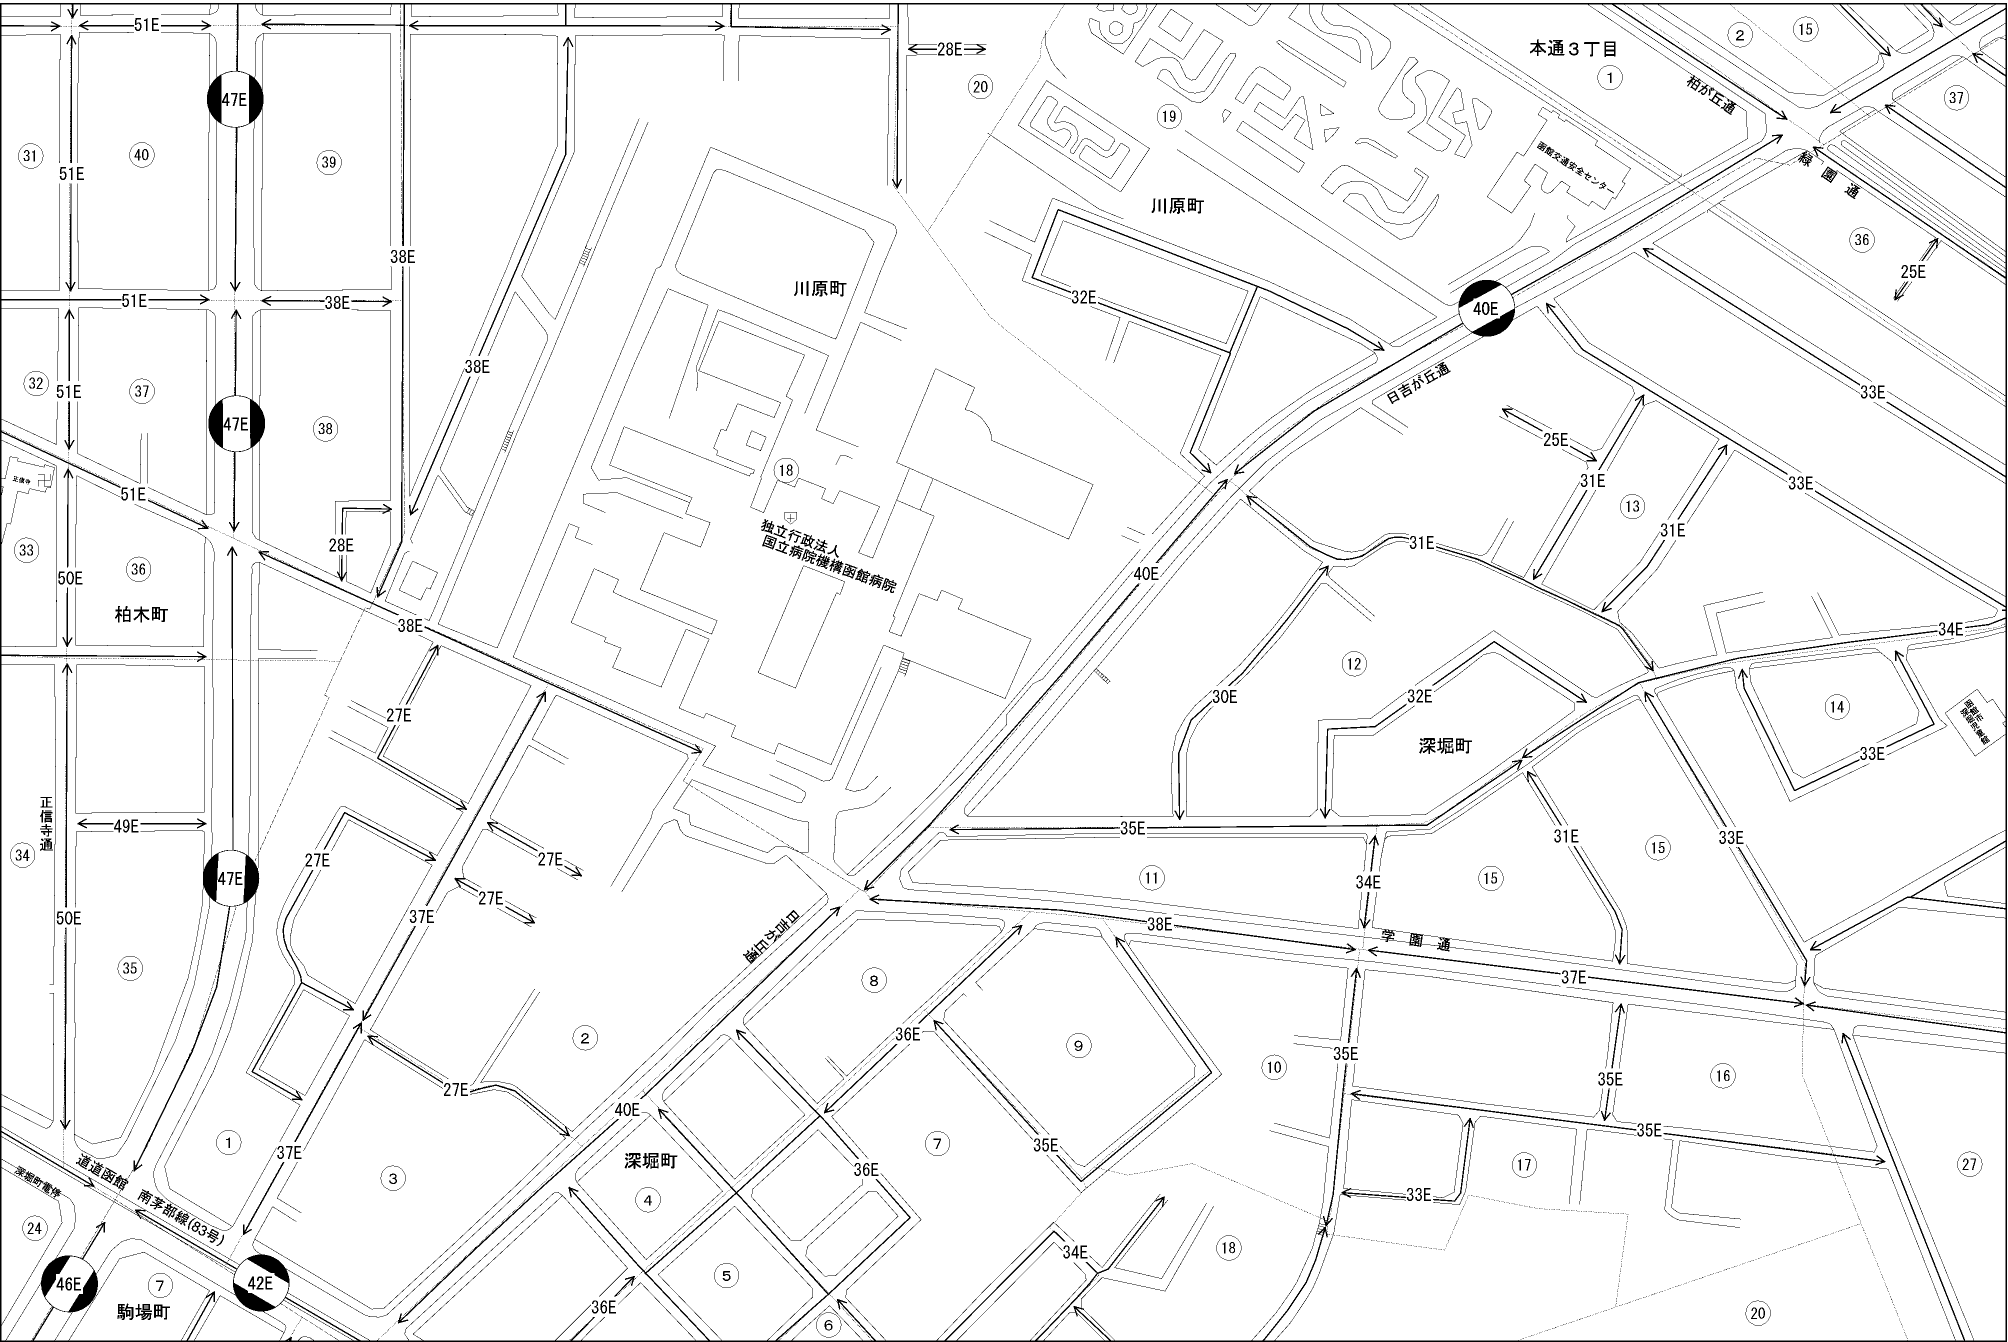 51E
28E
本通3丁目
2
15
1
柏が丘通
47E
20
37
19
31
40
39
函館交通安全センター
緑園通
51E
川原町
36
38E
25E
川原町
51E
38E
32E
40E
32
51E
37
47E
38
38E
日吉が丘通
33E
25E
正信寺
18
31E
33E
51E
13
独立行政法人
国立病院機構函館病院
31E
33
36
50E
28E
31E
40E
柏木町
38E
34E
12
30E
32E
27E
14
深堀町
33E
正信寺通
49E
35E
34
27E
27E
31E
33E
15
47E
11
34E
15
50E
37E
27E
日吉が丘通
38E
学園通
35
8
37E
36E
2
9
35E
10
35E
16
27E
40E
1
37E
7
35E
35E
道道函館南茅部線(83号)
深堀町電停
深堀町
36E
17
27
3
4
33E
24
34E
18
46E
7
42E
5
36E
駒場町
6
20